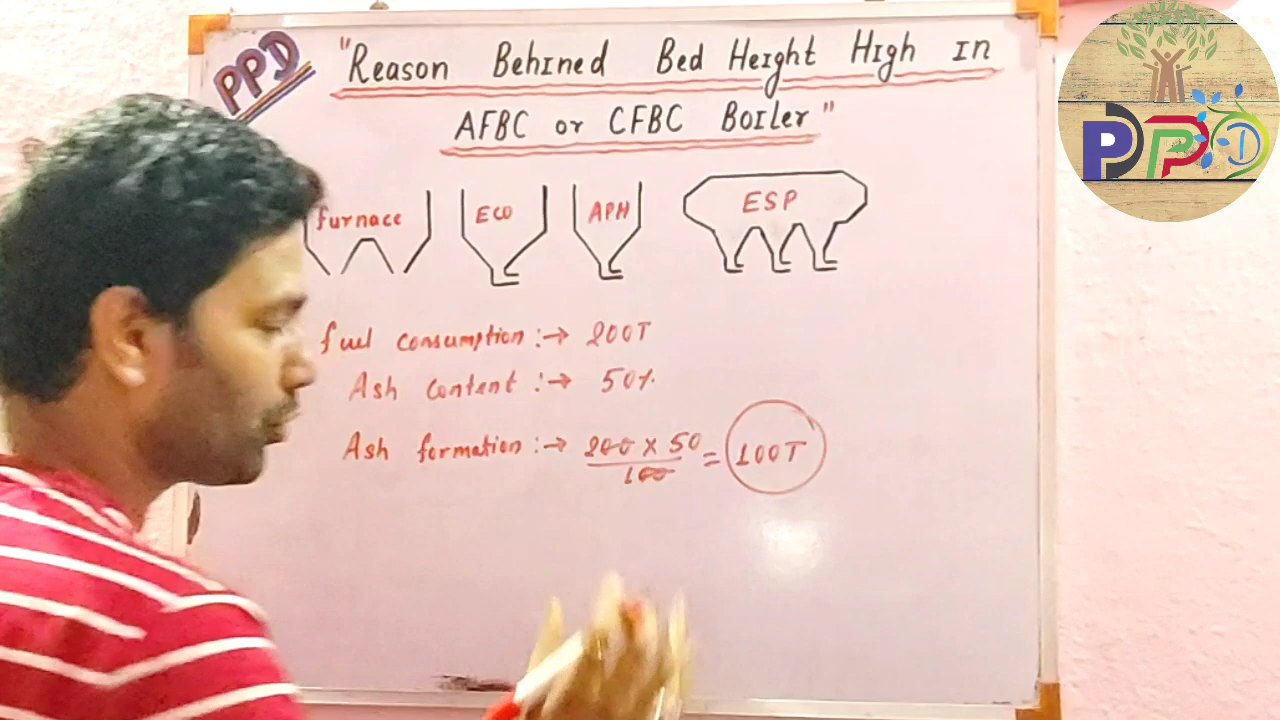 PPD
"Reason Behined Bed Height High In
AFBC or CFBC Boiler"
furnace ECO APH ESP
fuel consumption :→ 200T
Ash content :→ 50%
Ash formation :→ 200 x 50 / 100 = 100T
PPD